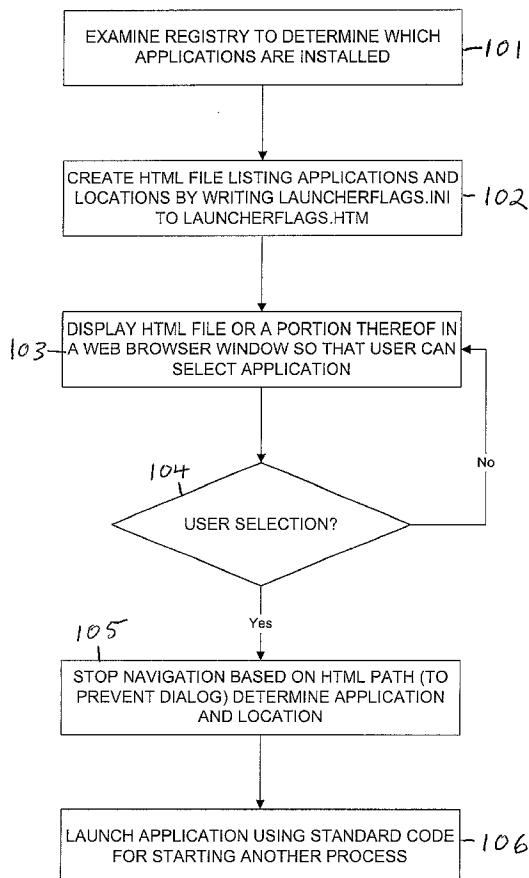 EXAMINE REGISTRY TO DETERMINE WHICH
APPLICATIONS ARE INSTALLED
101
CREATE HTML FILE LISTING APPLICATIONS AND
LOCATIONS BY WRITING LAUNCHERFLAGS.INI
TO LAUNCHERFLAGS.HTM
102
DISPLAY HTML FILE OR A PORTION THEREOF IN
A WEB BROWSER WINDOW SO THAT USER CAN
SELECT APPLICATION
103
104
No
USER SELECTION?
Yes
105
STOP NAVIGATION BASED ON HTML PATH (TO
PREVENT DIALOG) DETERMINE APPLICATION
AND LOCATION
LAUNCH APPLICATION USING STANDARD CODE
FOR STARTING ANOTHER PROCESS
106